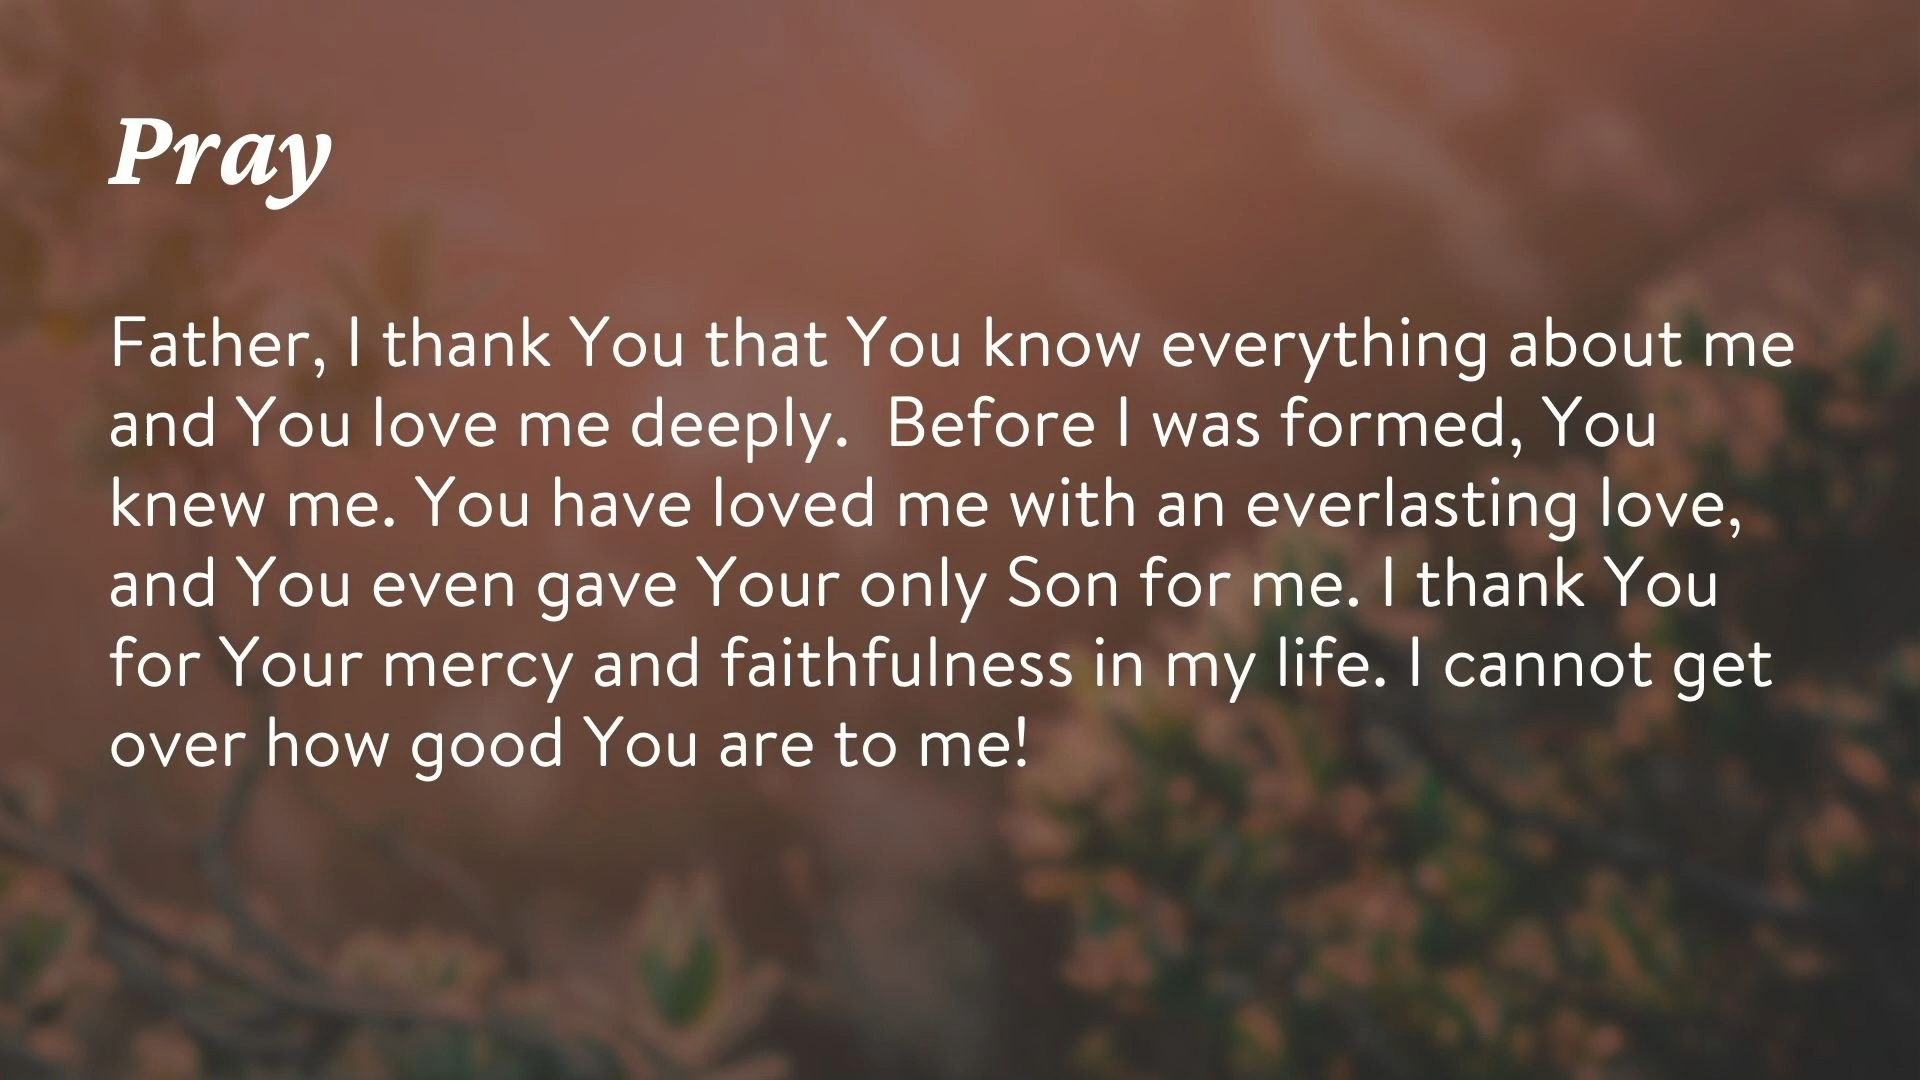 Pray
Father, I thank You that You know everything about me
and You love me deeply.  Before I was formed, You
knew me. You have loved me with an everlasting love,
and You even gave Your only Son for me. I thank You
for Your mercy and faithfulness in my life. I cannot get
over how good You are to me!